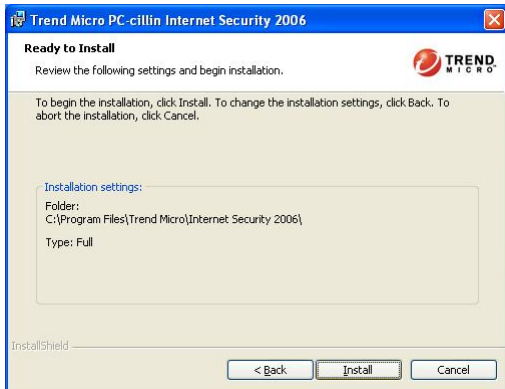 Trend Micro PC-cillin Internet Security 2006
Ready to Install
Review the following settings and begin installation.
TREND
MICRO
To begin the installation, click Install. To change the installation settings, click Back. To
abort the installation, click Cancel.
Installation settings:
Folder:
C:\Program Files\Trend Micro\Internet Security 2006\
Type: Full
InstallShield
< Back
Install
Cancel